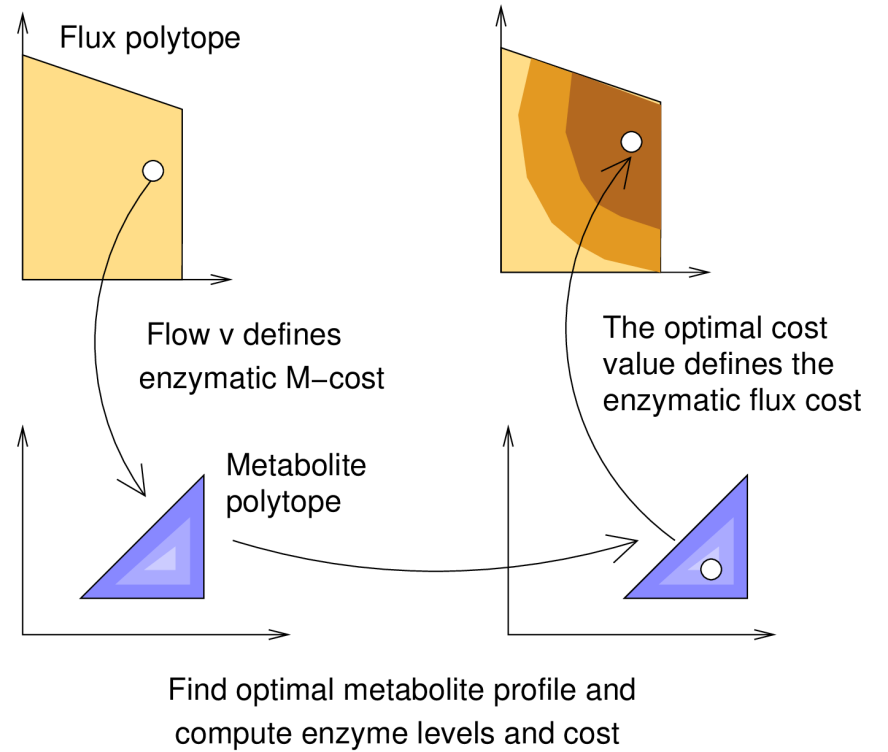 Flux polytope
Flow v defines
enzymatic M−cost
The optimal cost
value defines the
enzymatic flux cost
Metabolite
polytope
Find optimal metabolite profile and
compute enzyme levels and cost